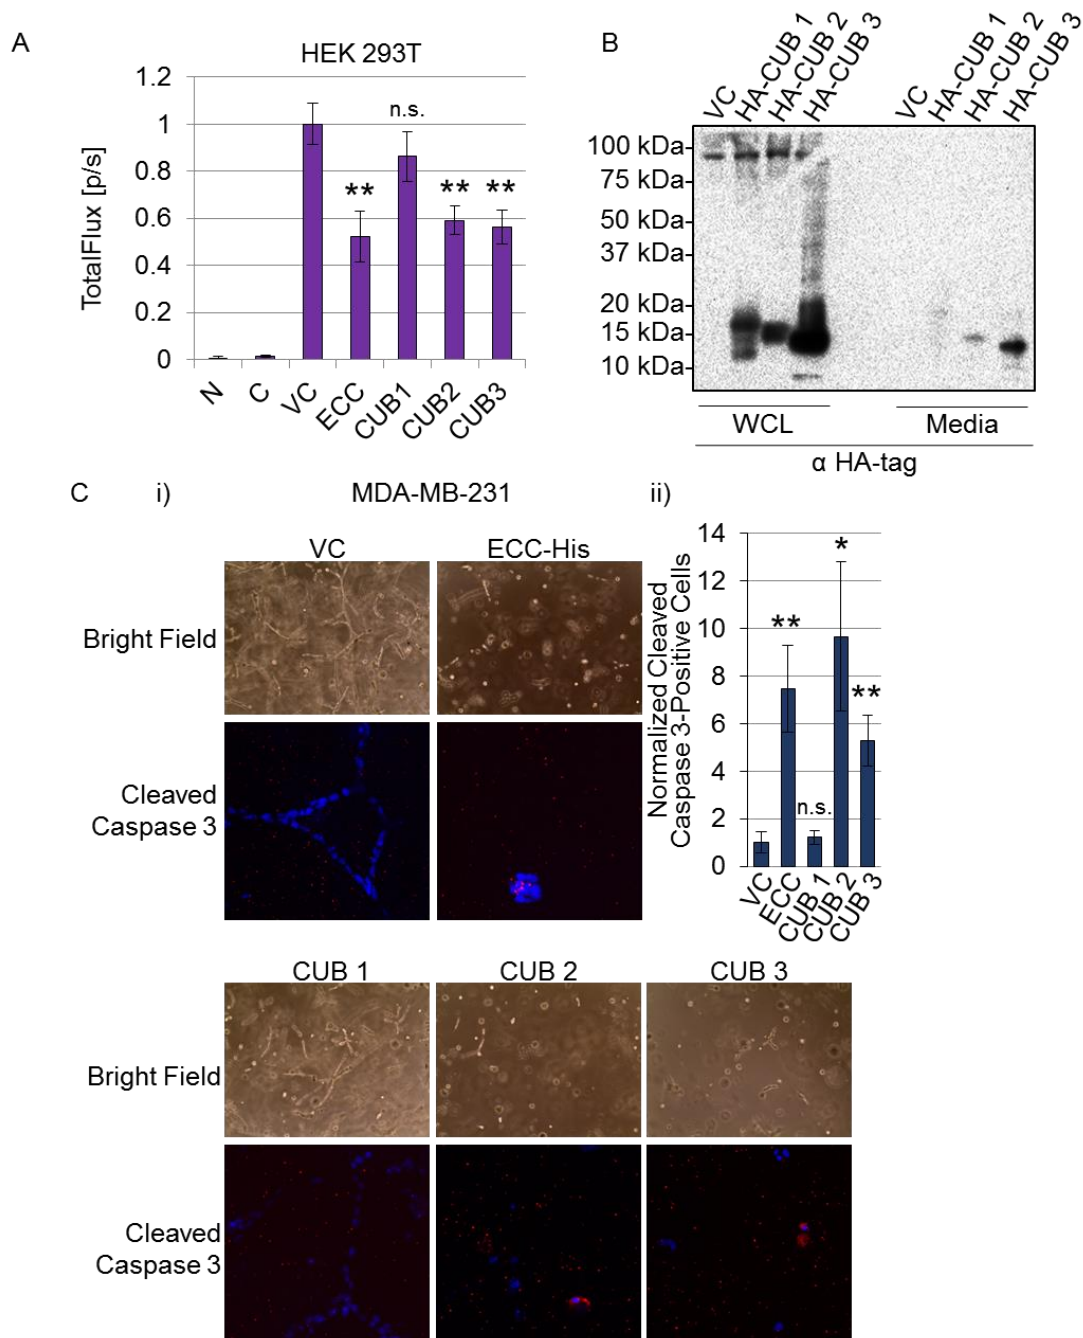 A
HEK 293T
TotalFlux [p/s]
1.2
1
0.8
0.6
0.4
0.2
0
**
n.s.
**
**
N
C
VC
ECC
CUB1
CUB2
CUB3
B
VC
HA-CUB 1
HA-CUB 2
HA-CUB 3
VC
HA-CUB 1
HA-CUB 2
HA-CUB 3
100 kDa
75 kDa
50 kDa
37 kDa
20 kDa
15 kDa
10 kDa
WCL
Media
α HA-tag
C
i)
MDA-MB-231
VC
ECC-His
Bright Field
Cleaved
Caspase 3
ii)
Normalized Cleaved
Caspase 3-Positive Cells
14
12
10
8
6
4
2
0
**
n.s.
*
**
VC
ECC
CUB 1
CUB 2
CUB 3
CUB 1
CUB 2
CUB 3
Bright Field
Cleaved
Caspase 3